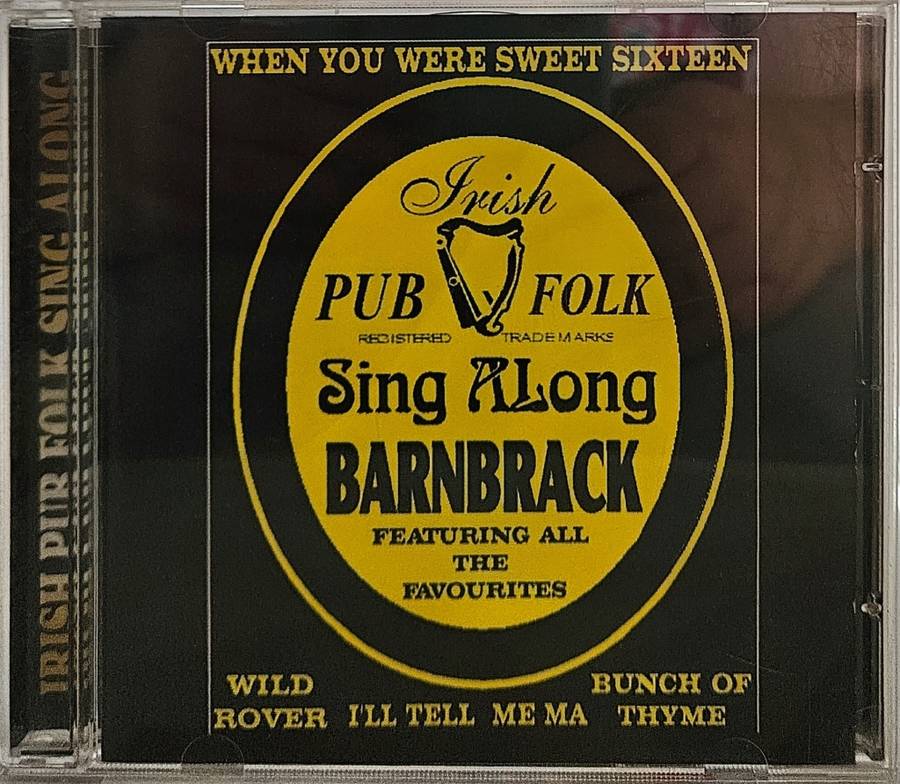 IRISH PUB FOLK SING ALONG
WHEN YOU WERE SWEET SIXTEEN
Irish
PUB FOLK
REGISTERED TRADE MARKS
Sing ALong
BARNBRACK
FEATURING ALL
THE
FAVOURITES
WILD
ROVER
I'LL TELL ME MA
BUNCH OF
THYME